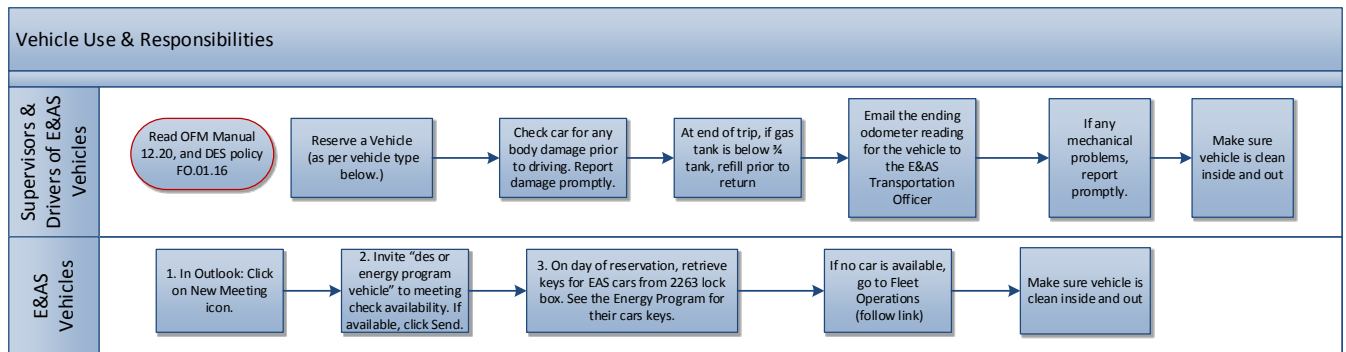 Vehicle Use & Responsibilities
Supervisors &
Drivers of E&AS
Vehicles
Read OFM Manual
12.20, and DES policy
FO.01.16
Reserve a Vehicle
(as per vehicle type
below.)
Check car for any
body damage prior
to driving. Report
damage promptly.
At end of trip, if gas
tank is below ¾
tank, refill prior to
return
Email the ending
odometer reading
for the vehicle to
the E&AS
Transportation
Officer
If any
mechanical
problems,
report
promptly.
Make sure
vehicle is clean
inside and out
E&AS
Vehicles
1. In Outlook: Click
on New Meeting
icon.
2. Invite “des or
energy program
vehicle” to meeting
check availability. If
available, click Send.
3. On day of reservation, retrieve
keys for EAS cars from 2263 lock
box. See the Energy Program for
their cars keys.
If no car is available,
go to Fleet
Operations
(follow link)
Make sure vehicle is
clean inside and out